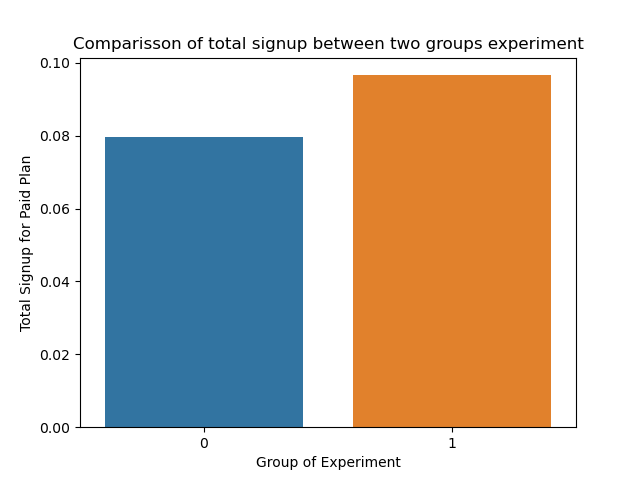 Comparisson of total signup between two groups experiment
0.10
0.08
0.06
0.04
0.02
0.00
Total Signup for Paid Plan
0 1
Group of Experiment